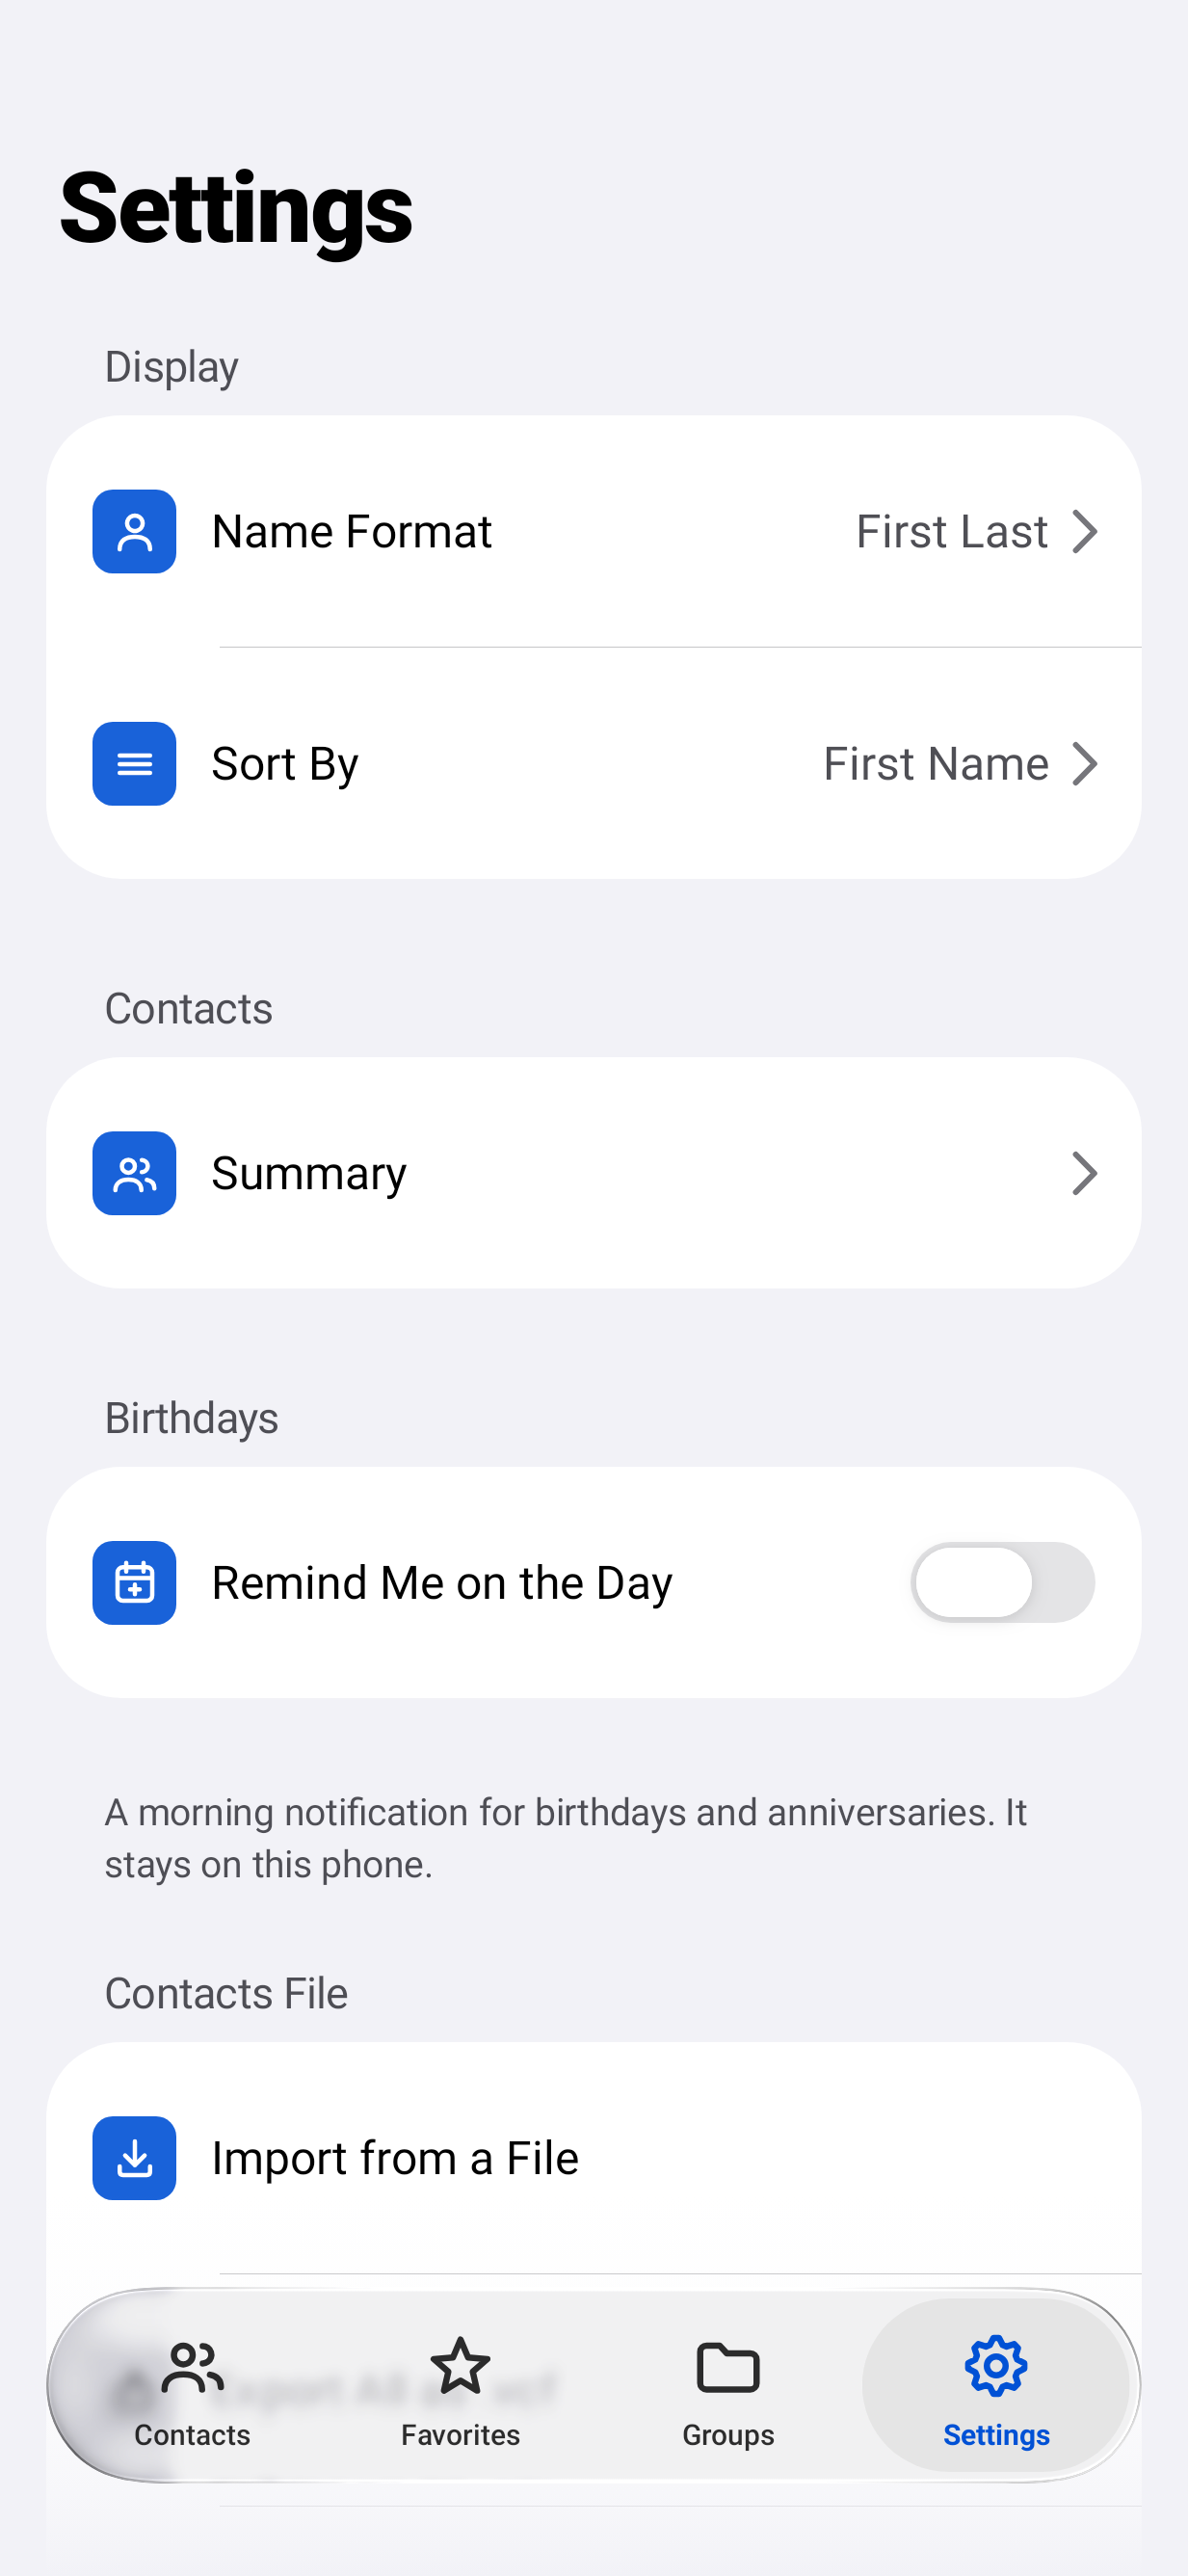 Settings
Display
Name Format
First Last
Sort By
First Name
Contacts
Summary
Birthdays
Remind Me on the Day
A morning notification for birthdays and anniversaries. It
stays on this phone.
Contacts File
Import from a File
Contacts
Favorites
Groups
Settings